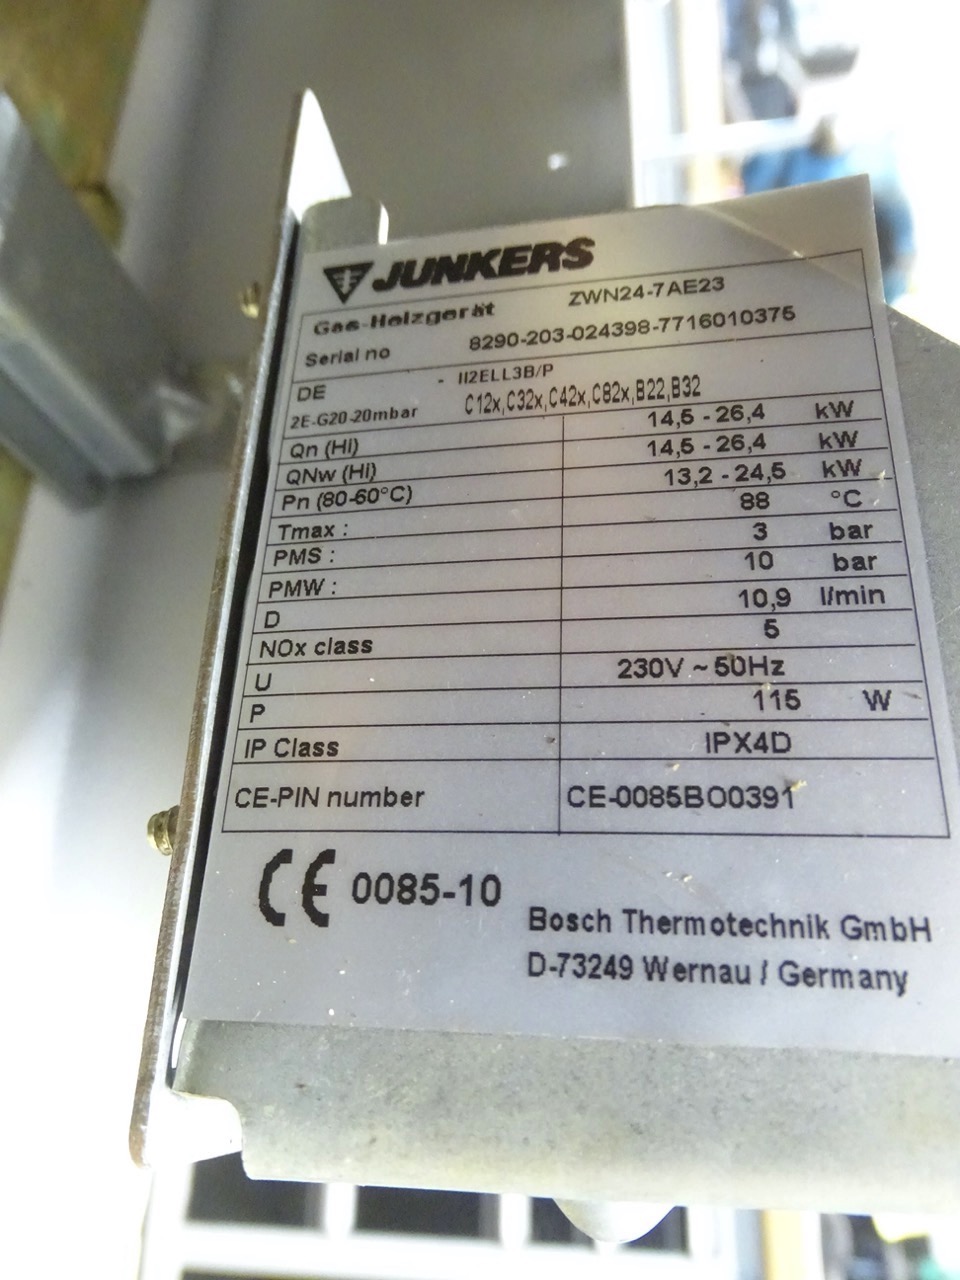 JUNKERS
Gas-Heizgerät ZWN24-7AE23
Serial no 8290-203-024398-7716010375
DE - II2ELL3B/P
2E-G20-20mbar C12x,C32x,C42x,C82x,B22,B32
Qn (Hi) 14,5 - 26,4 kW
QNw (Hi) 14,5 - 26,4 kW
Pn (80-60°C) 13,2 - 24,5 kW
Tmax : 88 °C
PMS : 3 bar
PMW : 10 bar
D 10,9 l/min
NOx class 5
U 230V ~ 50Hz
P 115 W
IP Class IPX4D
CE-PIN number CE-0085BO0391
CE 0085-10
Bosch Thermotechnik GmbH
D-73249 Wernau / Germany